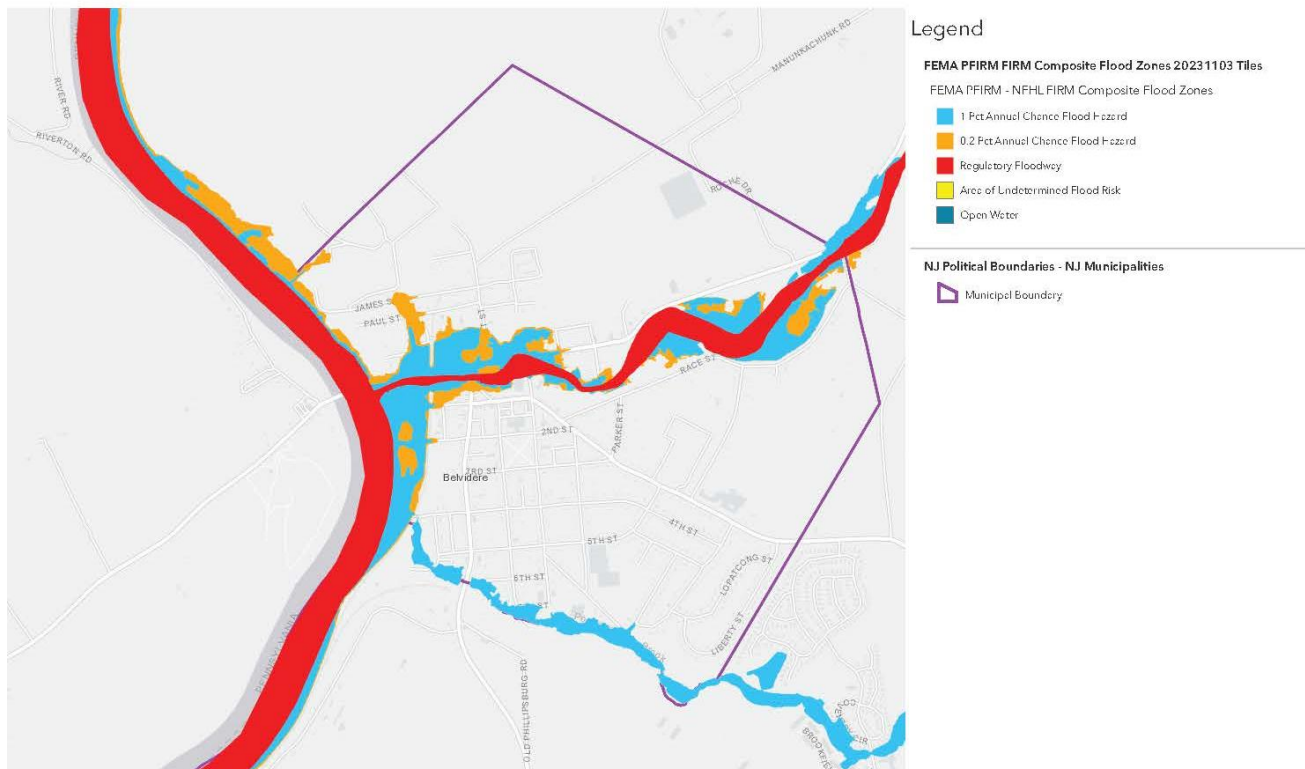 Legend
FEMA PFIRM FIRM Composite Flood Zones 20231103 Tiles
FEMA PFIRM - NFHL FIRM Composite Flood Zones
1 Pct Annual Chance Flood Hazard
0.2 Pct Annual Chance Flood Hazard
Regulatory Floodway
Area of Undetermined Flood Risk
Open Water
NJ Political Boundaries - NJ Municipalities
Municipal Boundary
MANUNKACHUNK RD
RIVER RD
RIVERTON RD
ROCHE DR
JAMES S
PAUL ST
T ST
RACE ST
PARKER ST
2ND ST
3RD ST
Belvidere
4TH ST
5TH ST
LOPATCONG ST
LIBERTY ST
PENNSYLVANIA
OLD PHILLIPSBURG RD